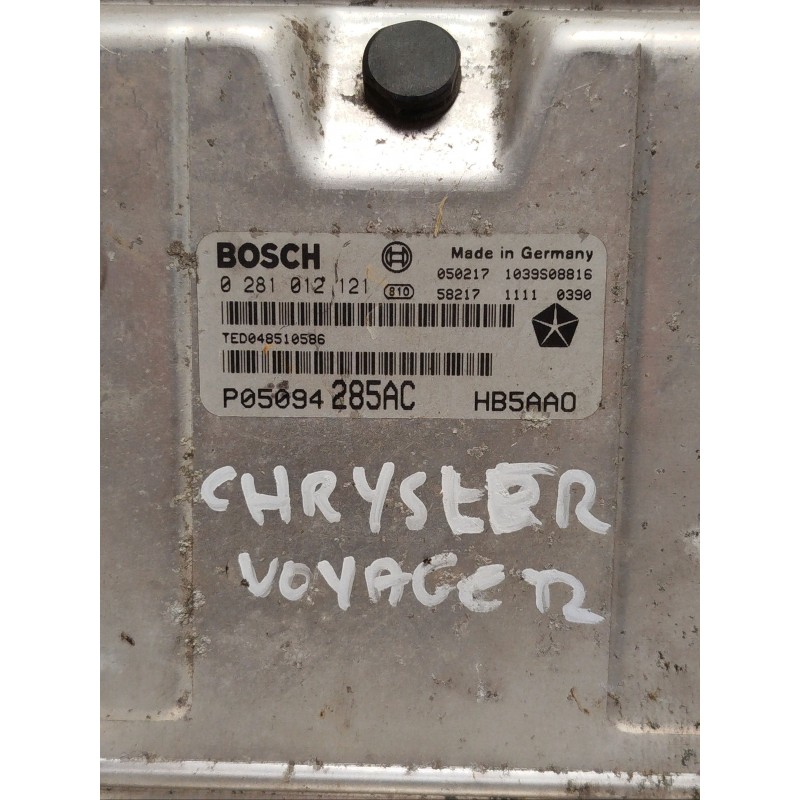 BOSCH Made in Germany
050217 1039S08816
0 281 012 121 810 58217 1111 0390
TED048510586
P05094 285AC HB5AAO
CHRYSLER
VOYAGER